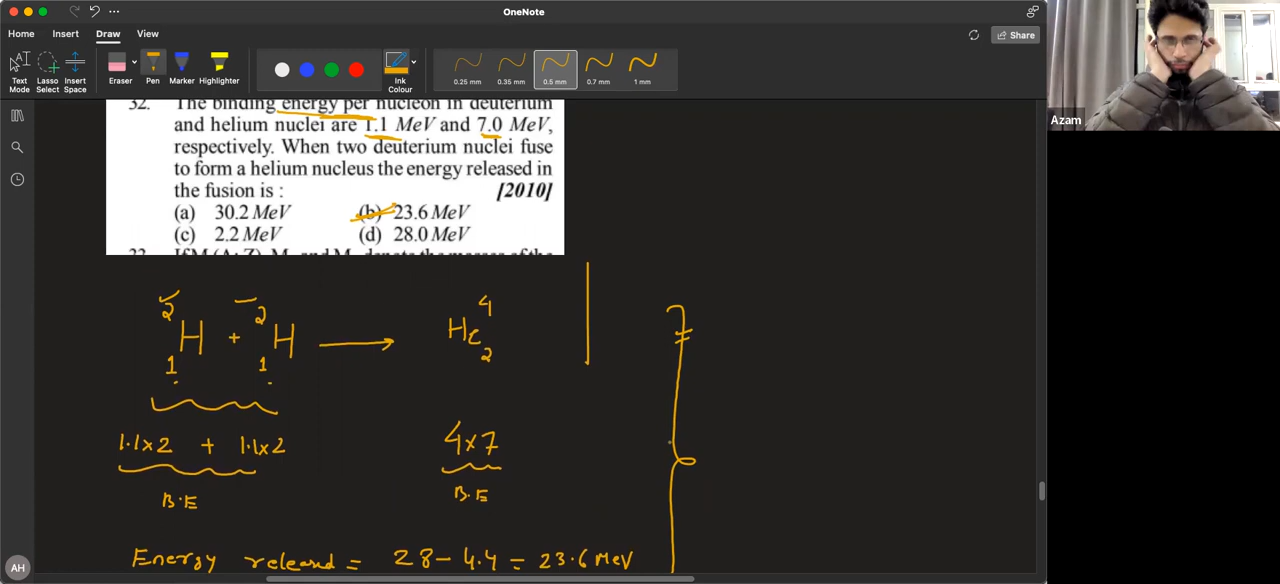 OneNote
Home Insert Draw View
Share
Text Mode
Lasso Select
Insert Space
Eraser
Pen
Marker
Highlighter
0.25 mm
0.35 mm
0.5 mm
0.7 mm
1 mm
Ink Colour
Azam
32. The binding energy per nucleon in deuterium
and helium nuclei are 1.1 MeV and 7.0 MeV,
respectively. When two deuterium nuclei fuse
to form a helium nucleus the energy released in
the fusion is : [2010]
(a) 30.2 MeV (b) 23.6 MeV
(c) 2.2 MeV (d) 28.0 MeV
2 1 H + 2 1 H → He 4 2
1.1×2 + 1.1×2 4×7
B.E B.E
Energy released = 28 - 4.4 = 23.6 MeV
AH